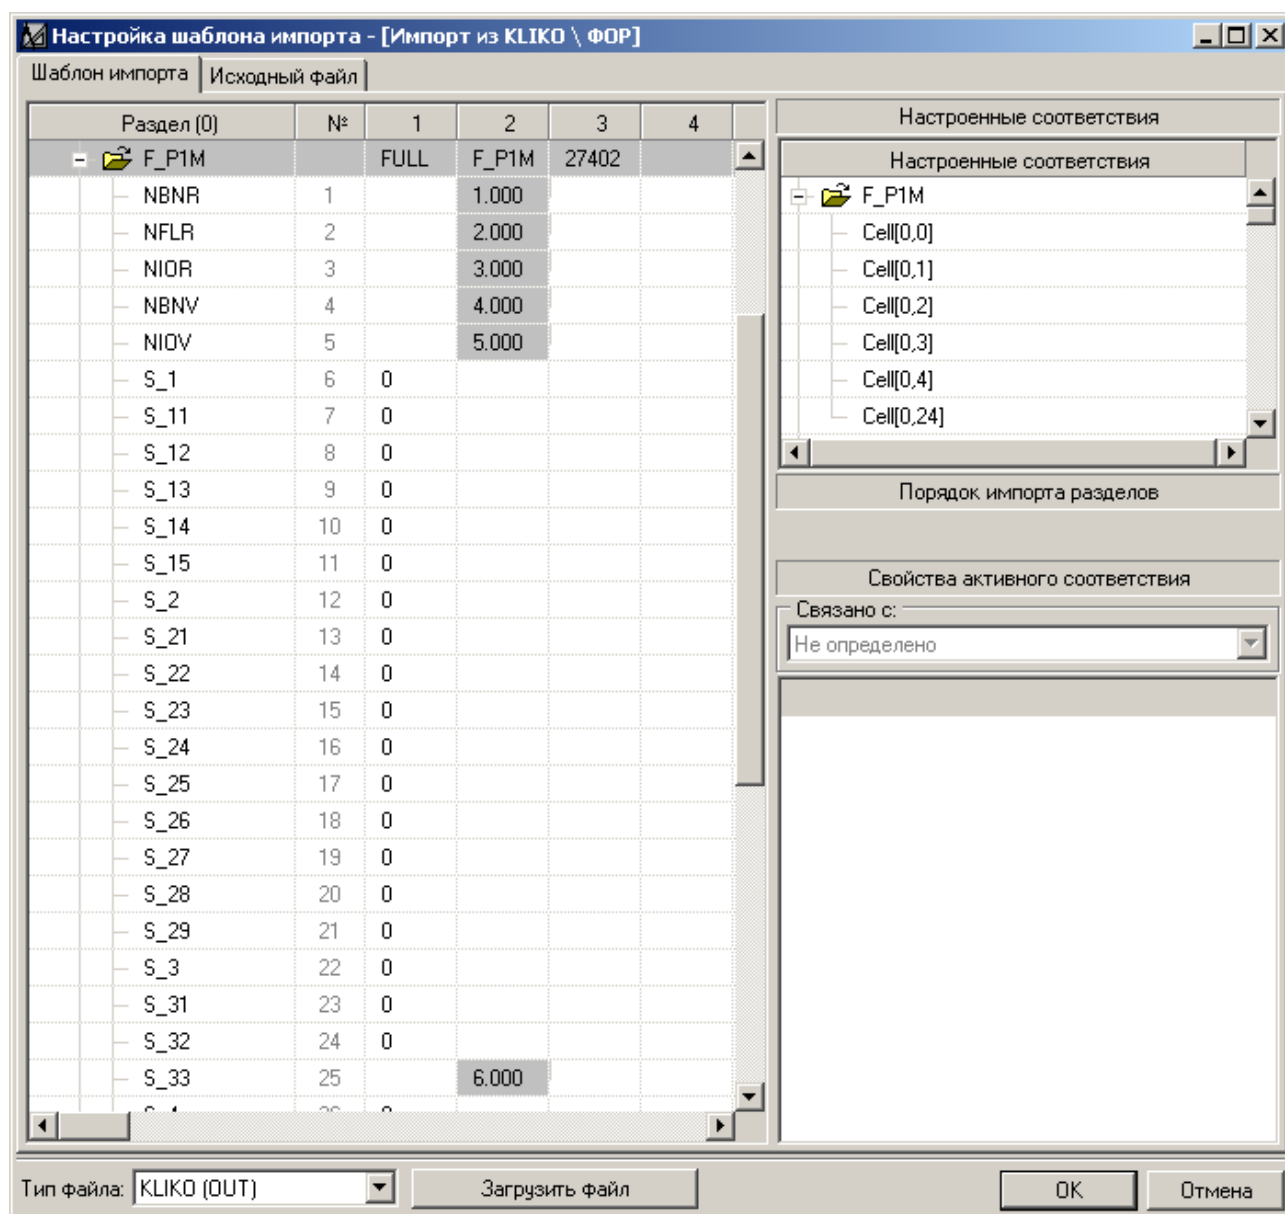 Настройка шаблона импорта - [Импорт из KLIKO \ ФОР]
Шаблон импорта Исходный файл
Раздел (0) № 1 2 3 4
F_P1M FULL F_P1M 27402
NBNR 1 1.000
NFLR 2 2.000
NIOR 3 3.000
NBNV 4 4.000
NIOV 5 5.000
S_1 6 0
S_11 7 0
S_12 8 0
S_13 9 0
S_14 10 0
S_15 11 0
S_2 12 0
S_21 13 0
S_22 14 0
S_23 15 0
S_24 16 0
S_25 17 0
S_26 18 0
S_27 19 0
S_28 20 0
S_29 21 0
S_3 22 0
S_31 23 0
S_32 24 0
S_33 25 6.000
Настроенные соответствия
Настроенные соответствия
F_P1M
Cell[0,0]
Cell[0,1]
Cell[0,2]
Cell[0,3]
Cell[0,4]
Cell[0,24]
Порядок импорта разделов
Свойства активного соответствия
Связано с:
Не определено
Тип файла: KLIKO (OUT) Загрузить файл OK Отмена